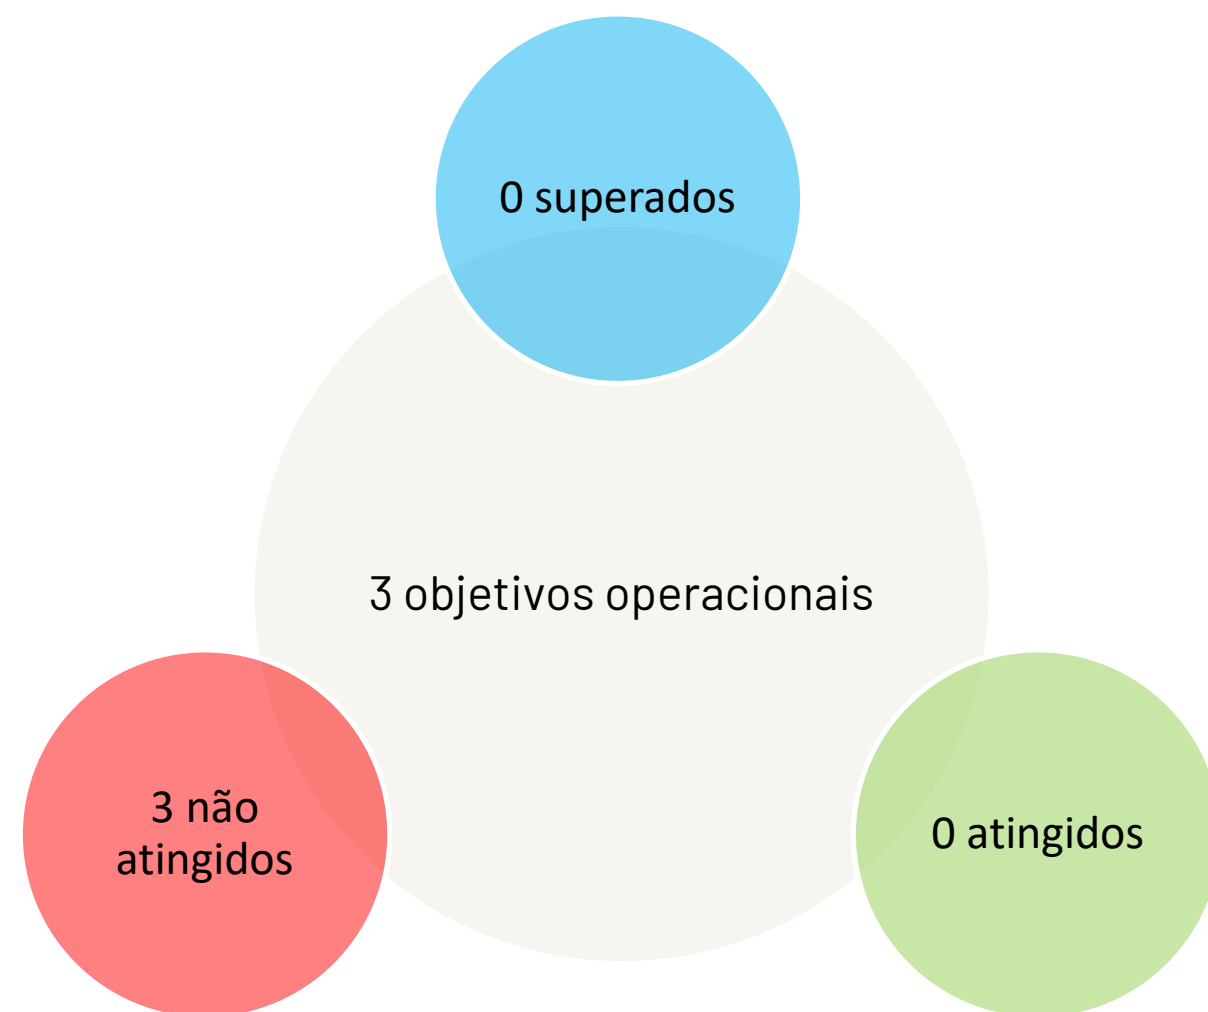 0 superados
3 objetivos operacionais
3 não
atingidos
0 atingidos